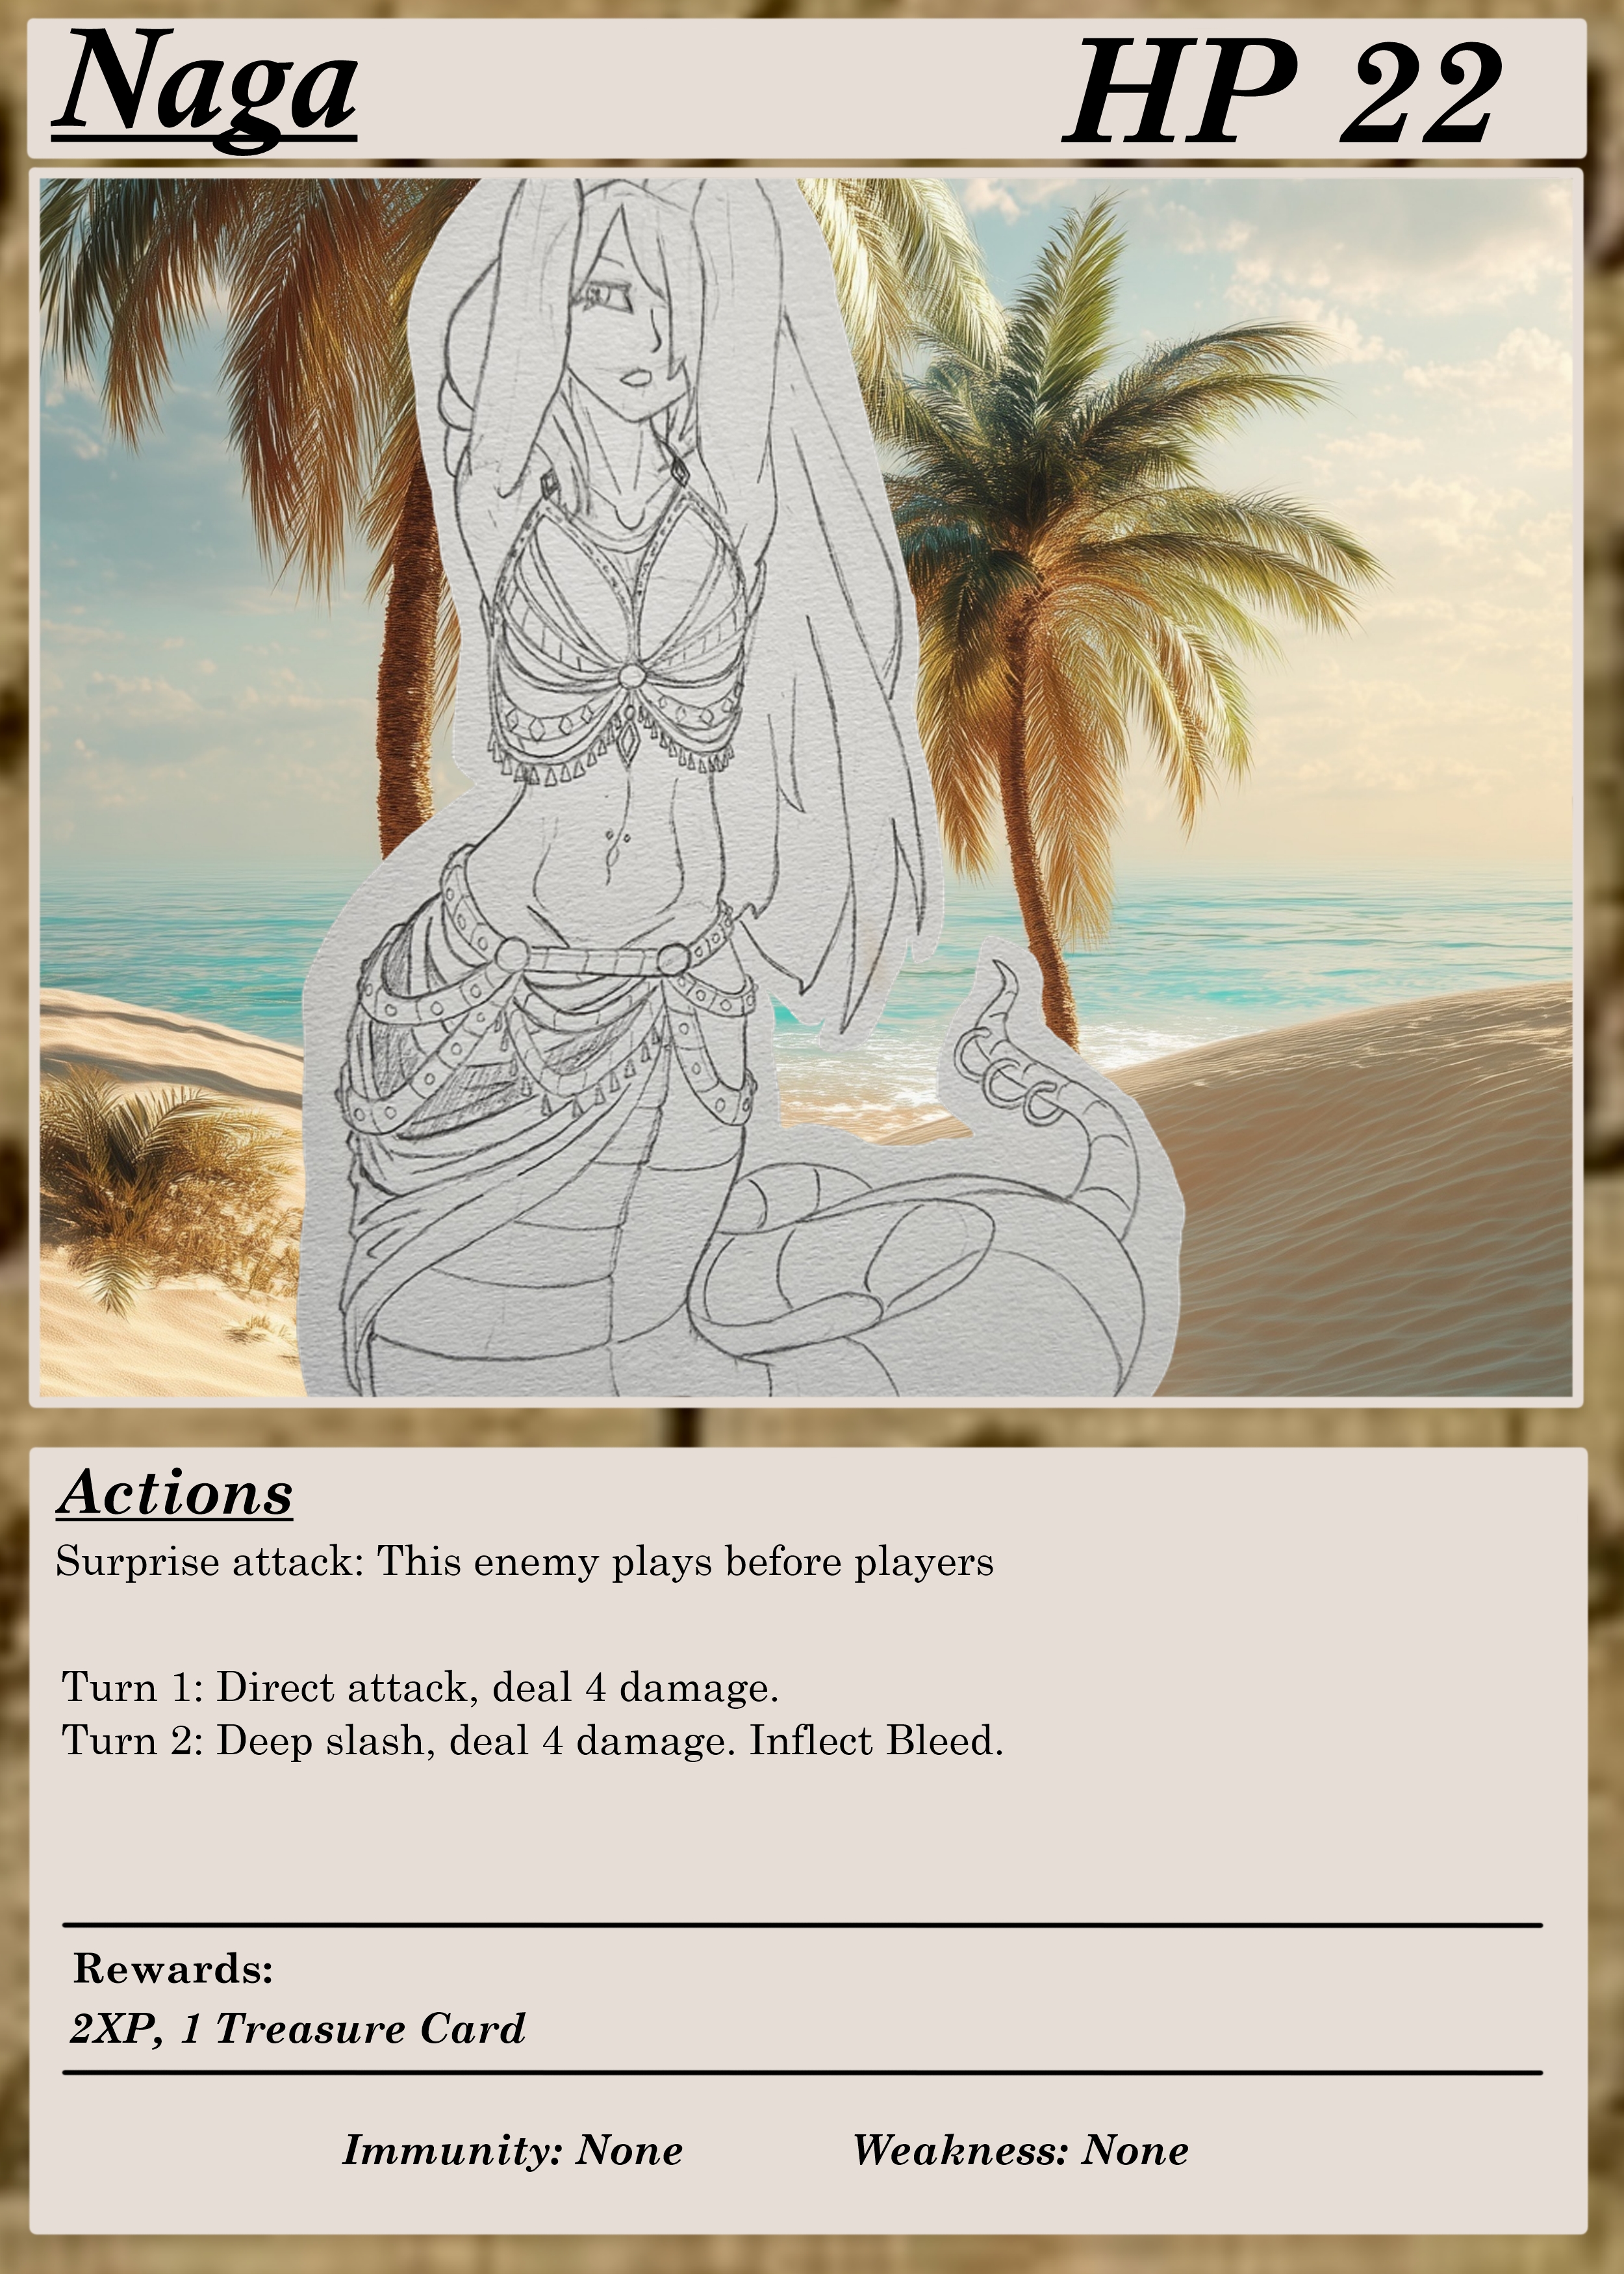 Naga
HP 22
Actions
Surprise attack: This enemy plays before players
Turn 1: Direct attack, deal 4 damage.
Turn 2: Deep slash, deal 4 damage. Inflect Bleed.
Rewards:
2XP, 1 Treasure Card
Immunity: None
Weakness: None